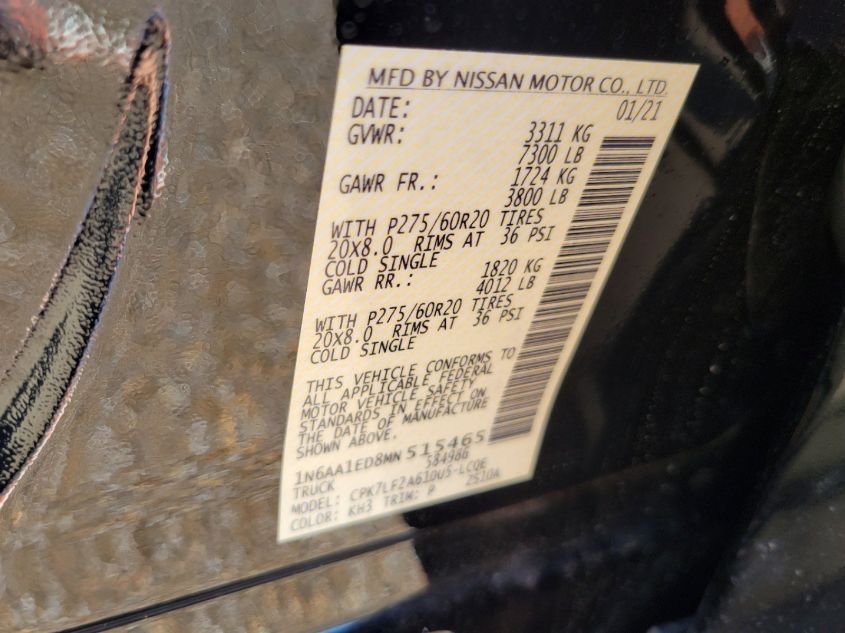 MFD BY NISSAN MOTOR CO., LTD.
DATE: 01/21
GVWR: 3311 KG
7300 LB
GAWR FR.: 1724 KG
3800 LB
WITH P275/60R20 TIRES
20X8.0 RIMS AT 36 PSI
COLD SINGLE
GAWR RR.: 1820 KG
4012 LB
WITH P275/60R20 TIRES
20X8.0 RIMS AT 36 PSI
COLD SINGLE
THIS VEHICLE CONFORMS TO
ALL APPLICABLE FEDERAL
MOTOR VEHICLE SAFETY
STANDARDS IN EFFECT ON
THE DATE OF MANUFACTURE
SHOWN ABOVE.
1N6AA1ED8MN515465
TRUCK 584986
MODEL: CPK7LF2A61DU5-LCQE
COLOR: KH3 TRIM: P 2510A